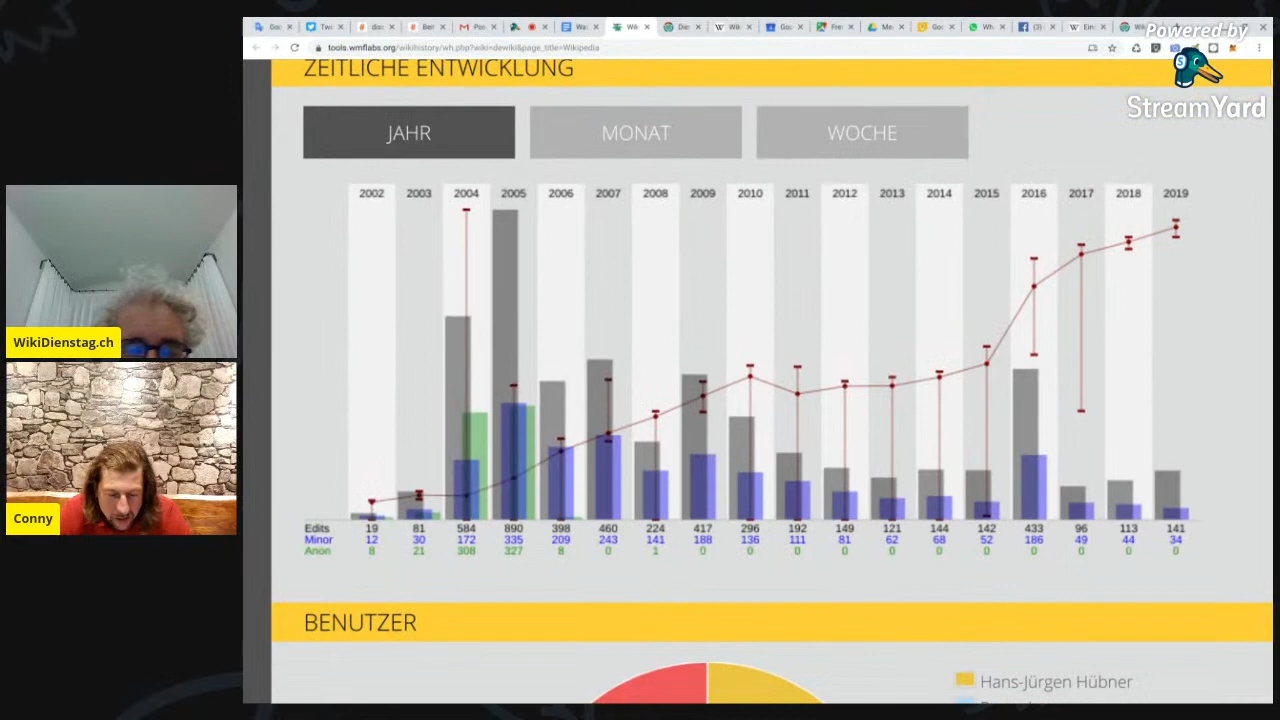 tools.wmflabs.org/wikihistory/wh.php?wiki=dewiki&page_title=Wikipedia
Powered by
StreamYard
ZEITLICHE ENTWICKLUNG
JAHR MONAT WOCHE
2002 2003 2004 2005 2006 2007 2008 2009 2010 2011 2012 2013 2014 2015 2016 2017 2018 2019
Edits 19 81 584 890 398 460 224 417 296 192 149 121 144 142 433 96 113 141
Minor 12 30 172 335 209 243 141 188 136 111 81 62 68 52 186 49 44 34
Anon 8 21 308 327 8 0 1 0 0 0 0 0 0 0 0 0 0 0
BENUTZER
Hans-Jürgen Hübner
WikiDienstag.ch
Conny